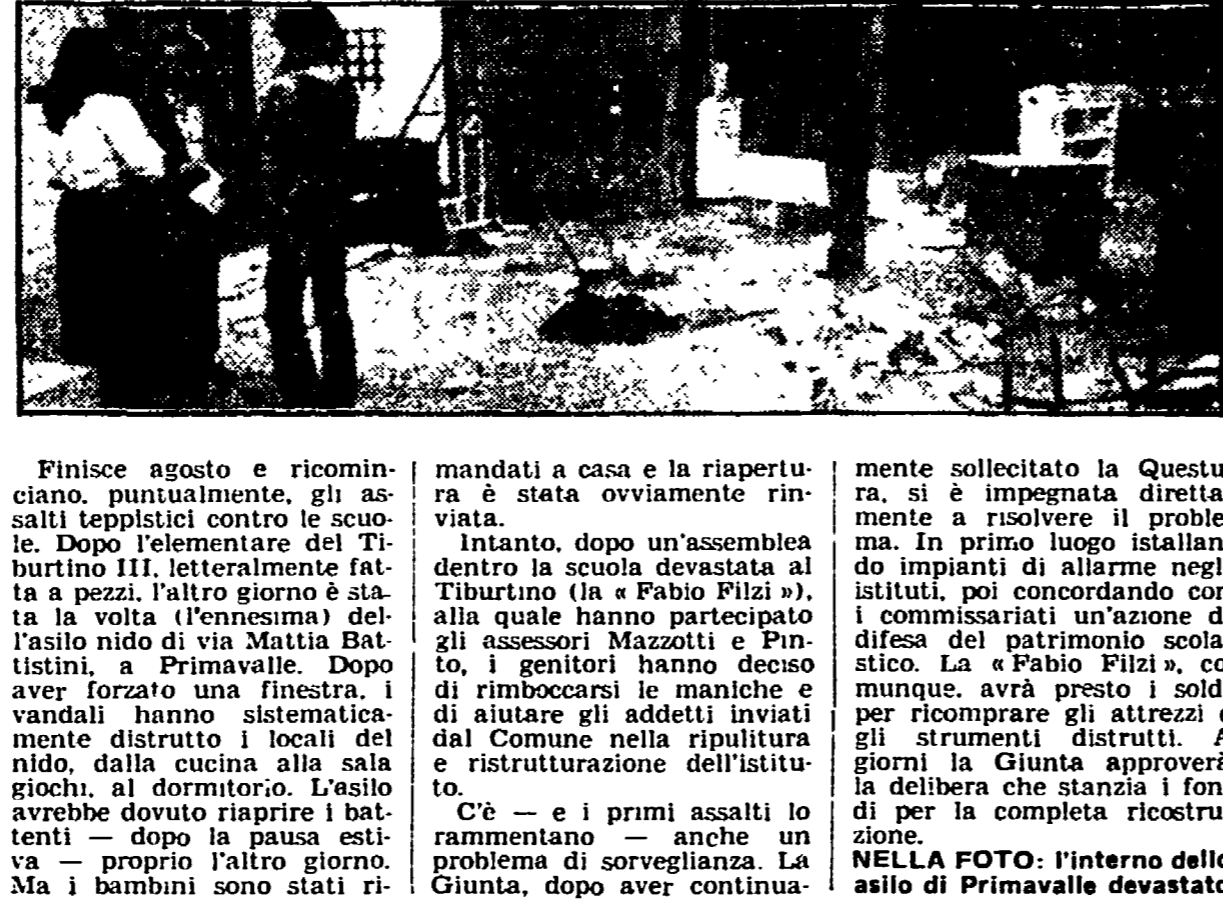 Finisce agosto e ricomin-
ciano. puntualmente, gli as-
salti teppistici contro le scuo-
le. Dopo l'elementare del Ti-
burtino III, letteralmente fat-
ta a pezzi, l'altro giorno è sta-
ta la volta (l'ennesima) del-
l'asilo nido di via Mattia Bat-
tistini, a Primavalle. Dopo
aver forzato una finestra, i
vandali hanno sistematica-
mente distrutto i locali del
nido, dalla cucina alla sala
giochi, al dormitorio. L'asilo
avrebbe dovuto riaprire i bat-
tenti — dopo la pausa esti-
va — proprio l'altro giorno.
Ma i bambini sono stati ri-
mandati a casa e la riapertu-
ra è stata ovviamente rin-
viata.
Intanto, dopo un'assemblea
dentro la scuola devastata al
Tiburtino (la « Fabio Filzi »),
alla quale hanno partecipato
gli assessori Mazzotti e Pin-
to, i genitori hanno deciso
di rimboccarsi le maniche e
di aiutare gli addetti inviati
dal Comune nella ripulitura
e ristrutturazione dell'istitu-
to.
C'è — e i primi assalti lo
rammentano — anche un
problema di sorveglianza. La
Giunta, dopo aver continua-
mente sollecitato la Questu
ra, si è impegnata diretta
mente a risolvere il proble
ma. In primo luogo istallan
do impianti di allarme negl
istituti, poi concordando con
i commissariati un'azione d
difesa del patrimonio scola
stico. La « Fabio Filzi », co
munque. avrà presto i sold
per ricomprare gli attrezzi e
gli strumenti distrutti. A
giorni la Giunta approverà
la delibera che stanzia i fon
di per la completa ricostru
zione.
NELLA FOTO: l'interno dello
asilo di Primavalle devastato